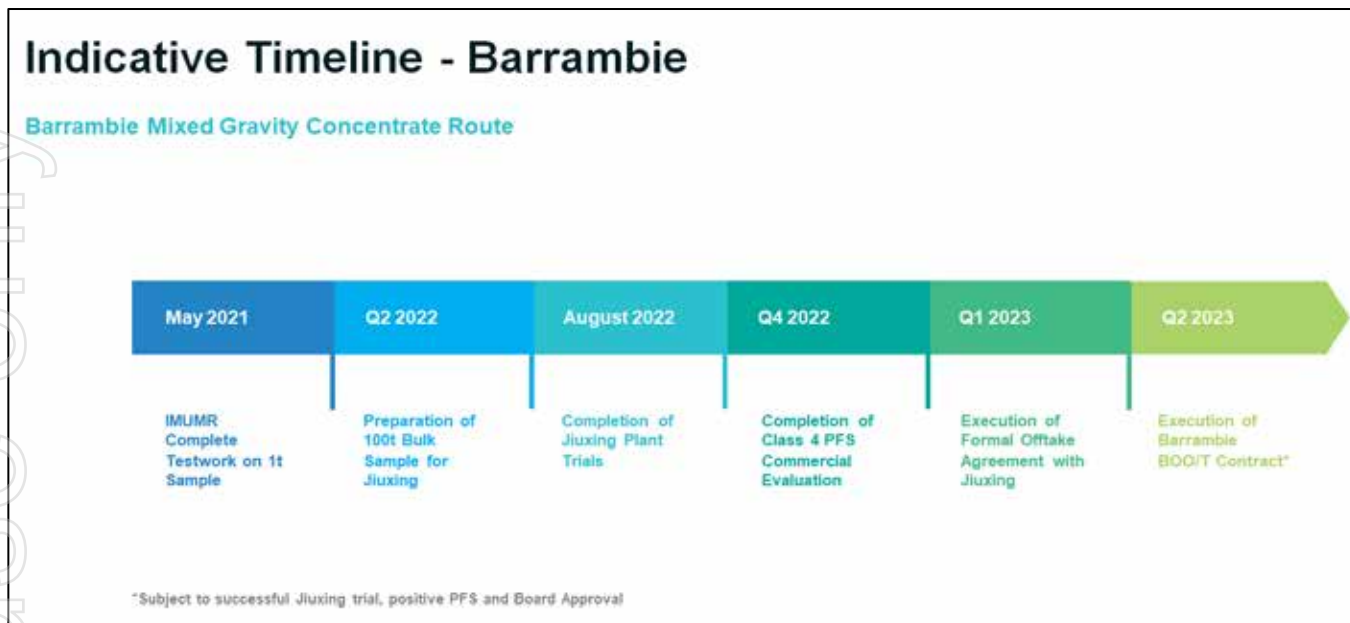 Indicative Timeline - Barrambie
Barrambie Mixed Gravity Concentrate Route
May 2021
Q2 2022
August 2022
Q4 2022
Q1 2023
Q2 2023
IMUMR
Complete
Testwork on 1t
Sample
Preparation of
100t Bulk
Sample for
Jiuxing
Completion of
Jiuxing Plant
Trials
Completion of
Class 4 PFS
Commercial
Evaluation
Execution of
Formal Offtake
Agreement with
Jiuxing
Execution of
Barrambie
BOO/T Contract*
*Subject to successful Jiuxing trial, positive PFS and Board Approval